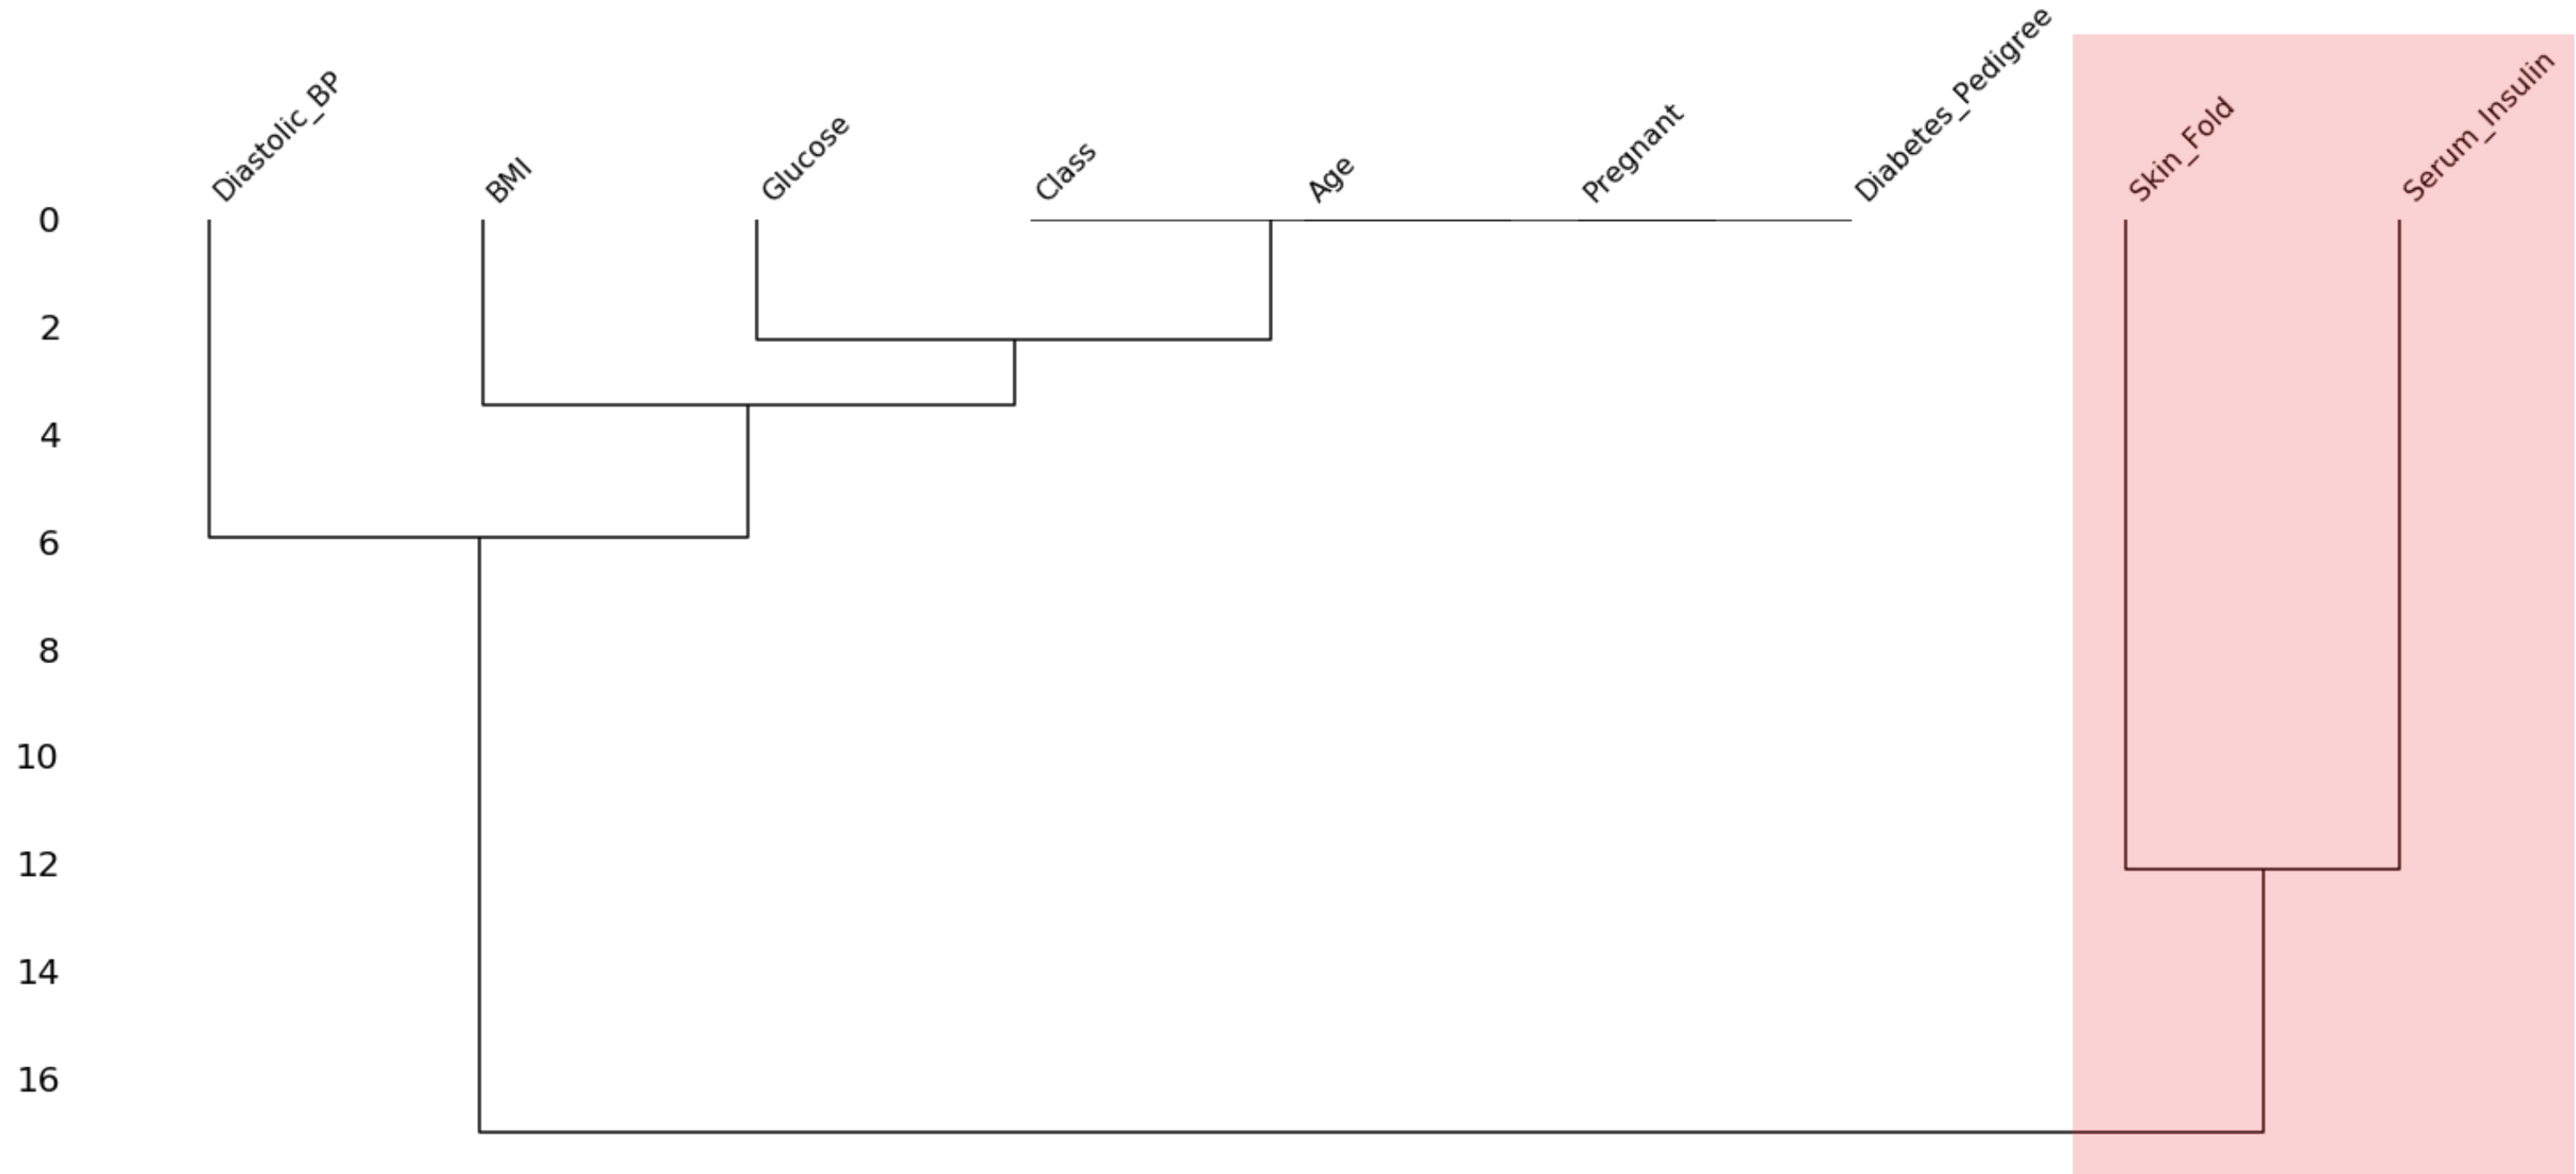 Diastolic_BP
BMI
Glucose
Class
Age
Pregnant
Diabetes_Pedigree
Skin_Fold
Serum_Insulin
0
2
4
6
8
10
12
14
16